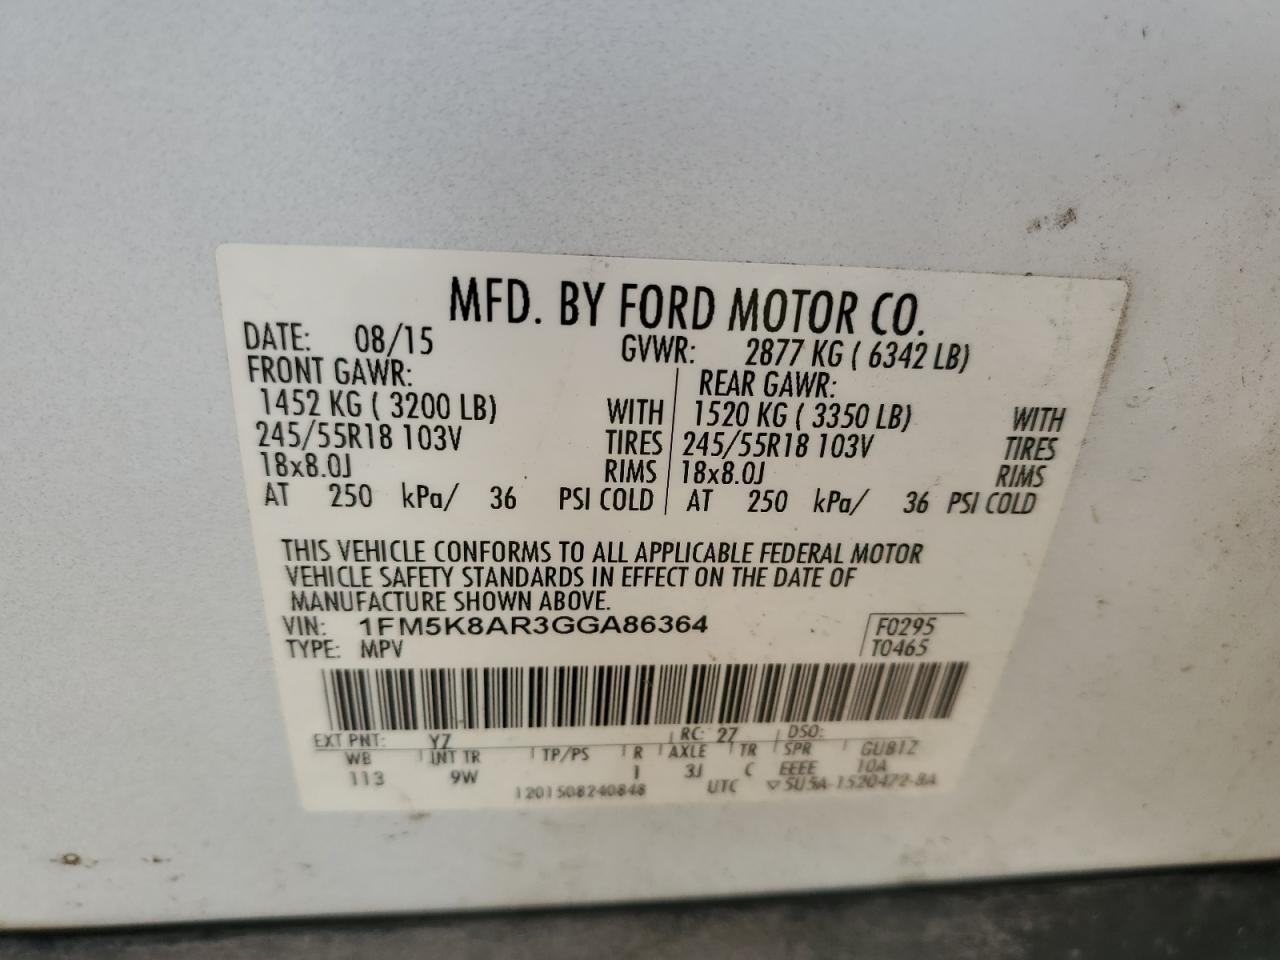 MFD. BY FORD MOTOR CO.
DATE: 08/15 GVWR: 2877 KG ( 6342 LB)
FRONT GAWR: REAR GAWR:
1452 KG ( 3200 LB) WITH 1520 KG ( 3350 LB) WITH
245/55R18 103V TIRES 245/55R18 103V TIRES
18x8.0J RIMS 18x8.0J RIMS
AT 250 kPa/ 36 PSI COLD AT 250 kPa/ 36 PSI COLD
THIS VEHICLE CONFORMS TO ALL APPLICABLE FEDERAL MOTOR
VEHICLE SAFETY STANDARDS IN EFFECT ON THE DATE OF
MANUFACTURE SHOWN ABOVE.
VIN: 1FM5K8AR3GGA86364 F0295
TYPE: MPV T0465
EXT PNT: YZ RC: 27 DSO:
WB INT TR TP/PS R AXLE TR SPR GUB1Z
113 9W I 3J C EEEE 10A
1201508240848 UTC ▽ 5U5A-1520472-BA